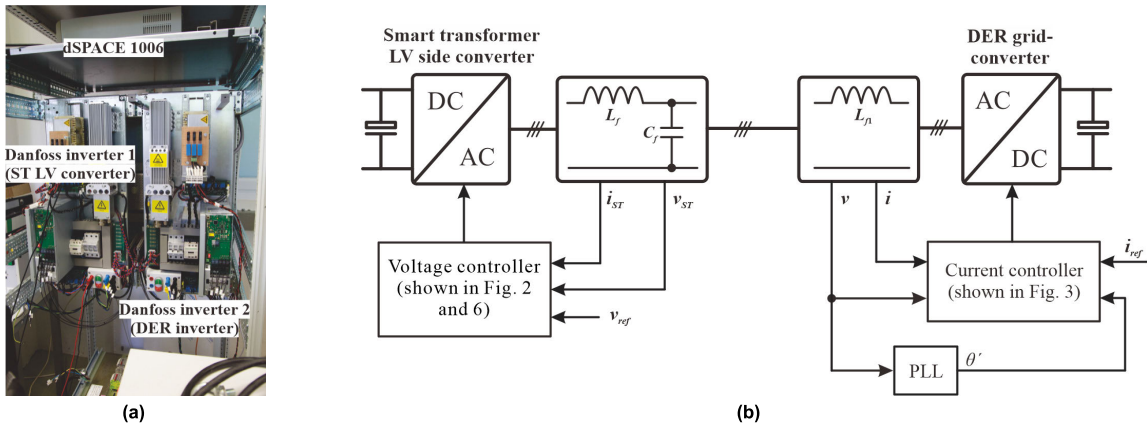 dSPACE 1006
Danfoss inverter 1
(ST LV converter)
Danfoss inverter 2
(DER inverter)
(a)
Smart transformer
LV side converter
DC
AC
L_f
C_f
i_ST
v_ST
Voltage controller
(shown in Fig. 2
and 6)
v_ref
DER grid-
converter
L_f1
AC
DC
v
i
Current controller
(shown in Fig. 3)
i_ref
PLL
θ′
(b)